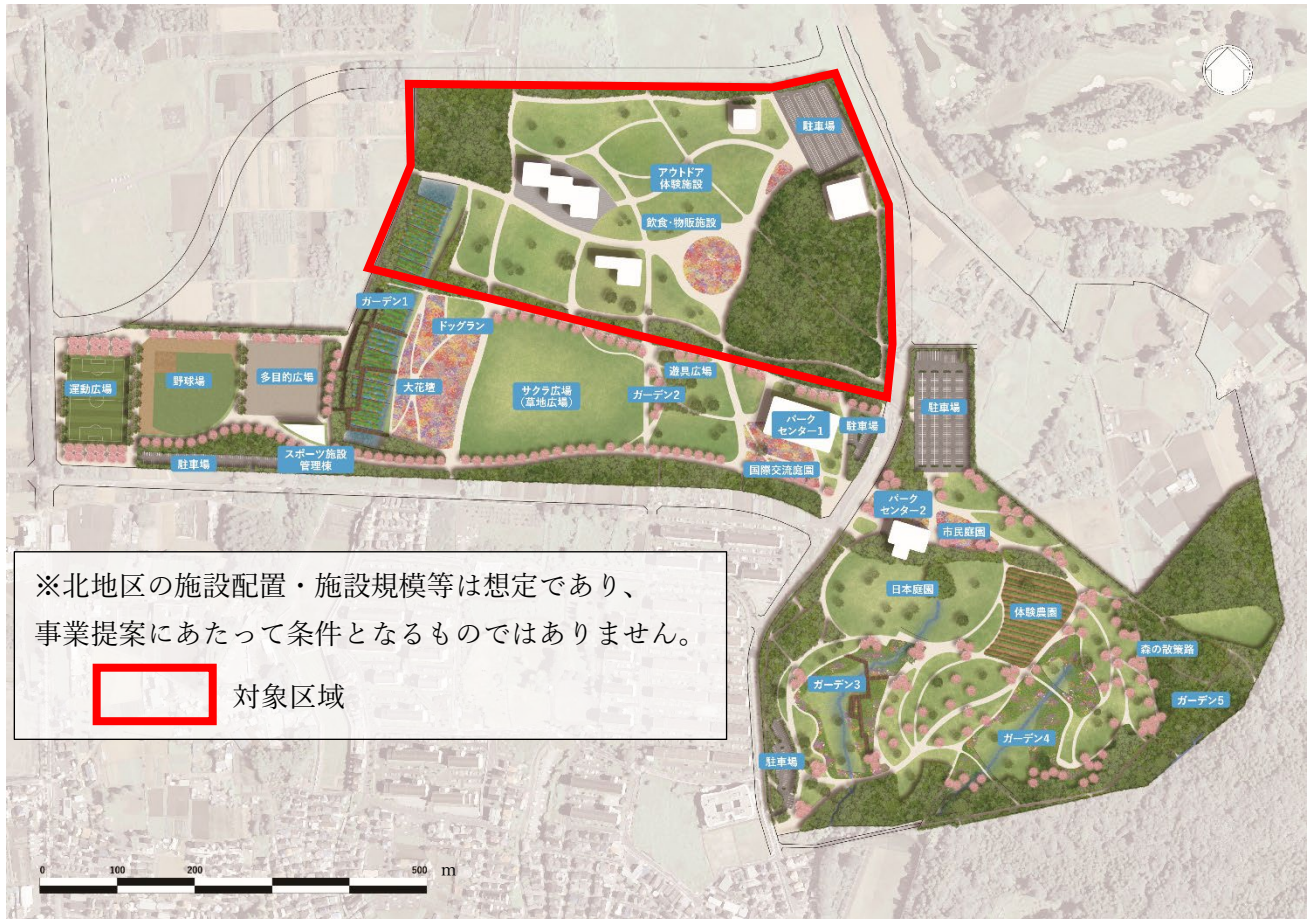 駐車場
アウトドア
体験施設
飲食・物販施設
ガーデン1
ドッグラン
運動広場
野球場
多目的広場
大花壇
サクラ広場
(草地広場)
ガーデン2
遊具広場
パーク
センター1
駐車場
駐車場
スポーツ施設
管理棟
駐車場
国際交流庭園
パーク
センター2
市民庭園
日本庭園
体験農園
森の散策路
ガーデン3
ガーデン5
ガーデン4
駐車場
※北地区の施設配置・施設規模等は想定であり、
事業提案にあたって条件となるものではありません。
対象区域
0 100 200 500 m